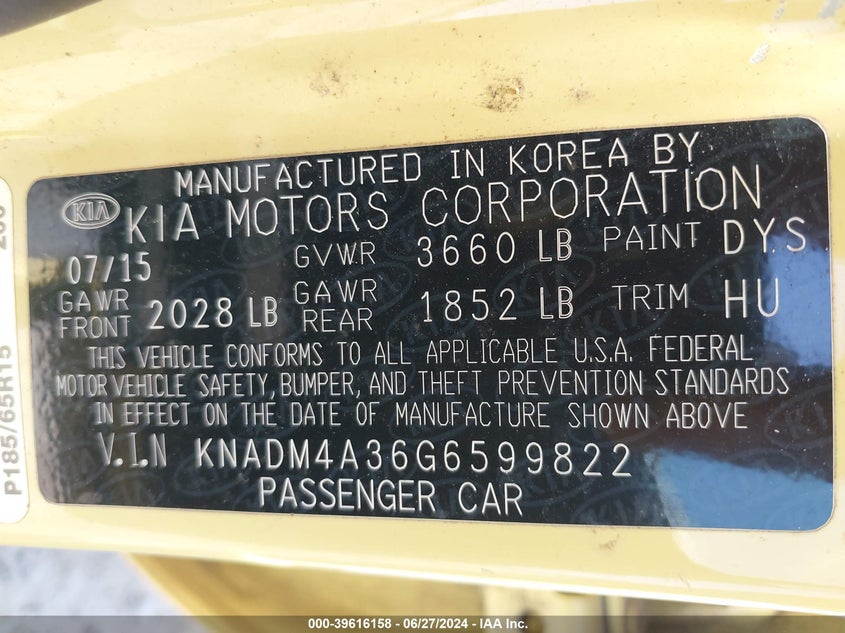 MANUFACTURED IN KOREA BY
KIA KIA MOTORS CORPORATION
07/15 GVWR 3660 LB PAINT DYS
GAWR FRONT 2028 LB GAWR REAR 1852 LB TRIM HU
THIS VEHICLE CONFORMS TO ALL APPLICABLE U.S.A. FEDERAL
MOTOR VEHICLE SAFETY, BUMPER, AND THEFT PREVENTION STANDARDS
IN EFFECT ON THE DATE OF MANUFACTURE SHOWN ABOVE
V.I.N KNADM4A36G6599822
PASSENGER CAR
P185/65R15
000-39616158 - 06/27/2024 - IAA Inc.